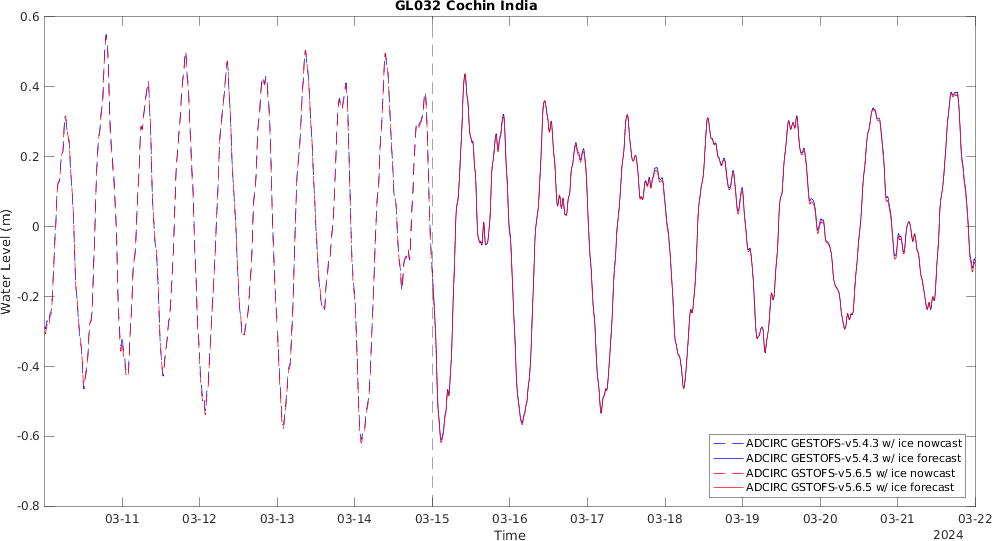 GL032 Cochin India
0.6
0.4
0.2
0
-0.2
-0.4
-0.6
-0.8
Water Level (m)
03-11 03-12 03-13 03-14 03-15 03-16 03-17 03-18 03-19 03-20 03-21 03-22
Time
2024
ADCIRC GESTOFS-v5.4.3 w/ ice nowcast
ADCIRC GESTOFS-v5.4.3 w/ ice forecast
ADCIRC GSTOFS-v5.6.5 w/ ice nowcast
ADCIRC GSTOFS-v5.6.5 w/ ice forecast